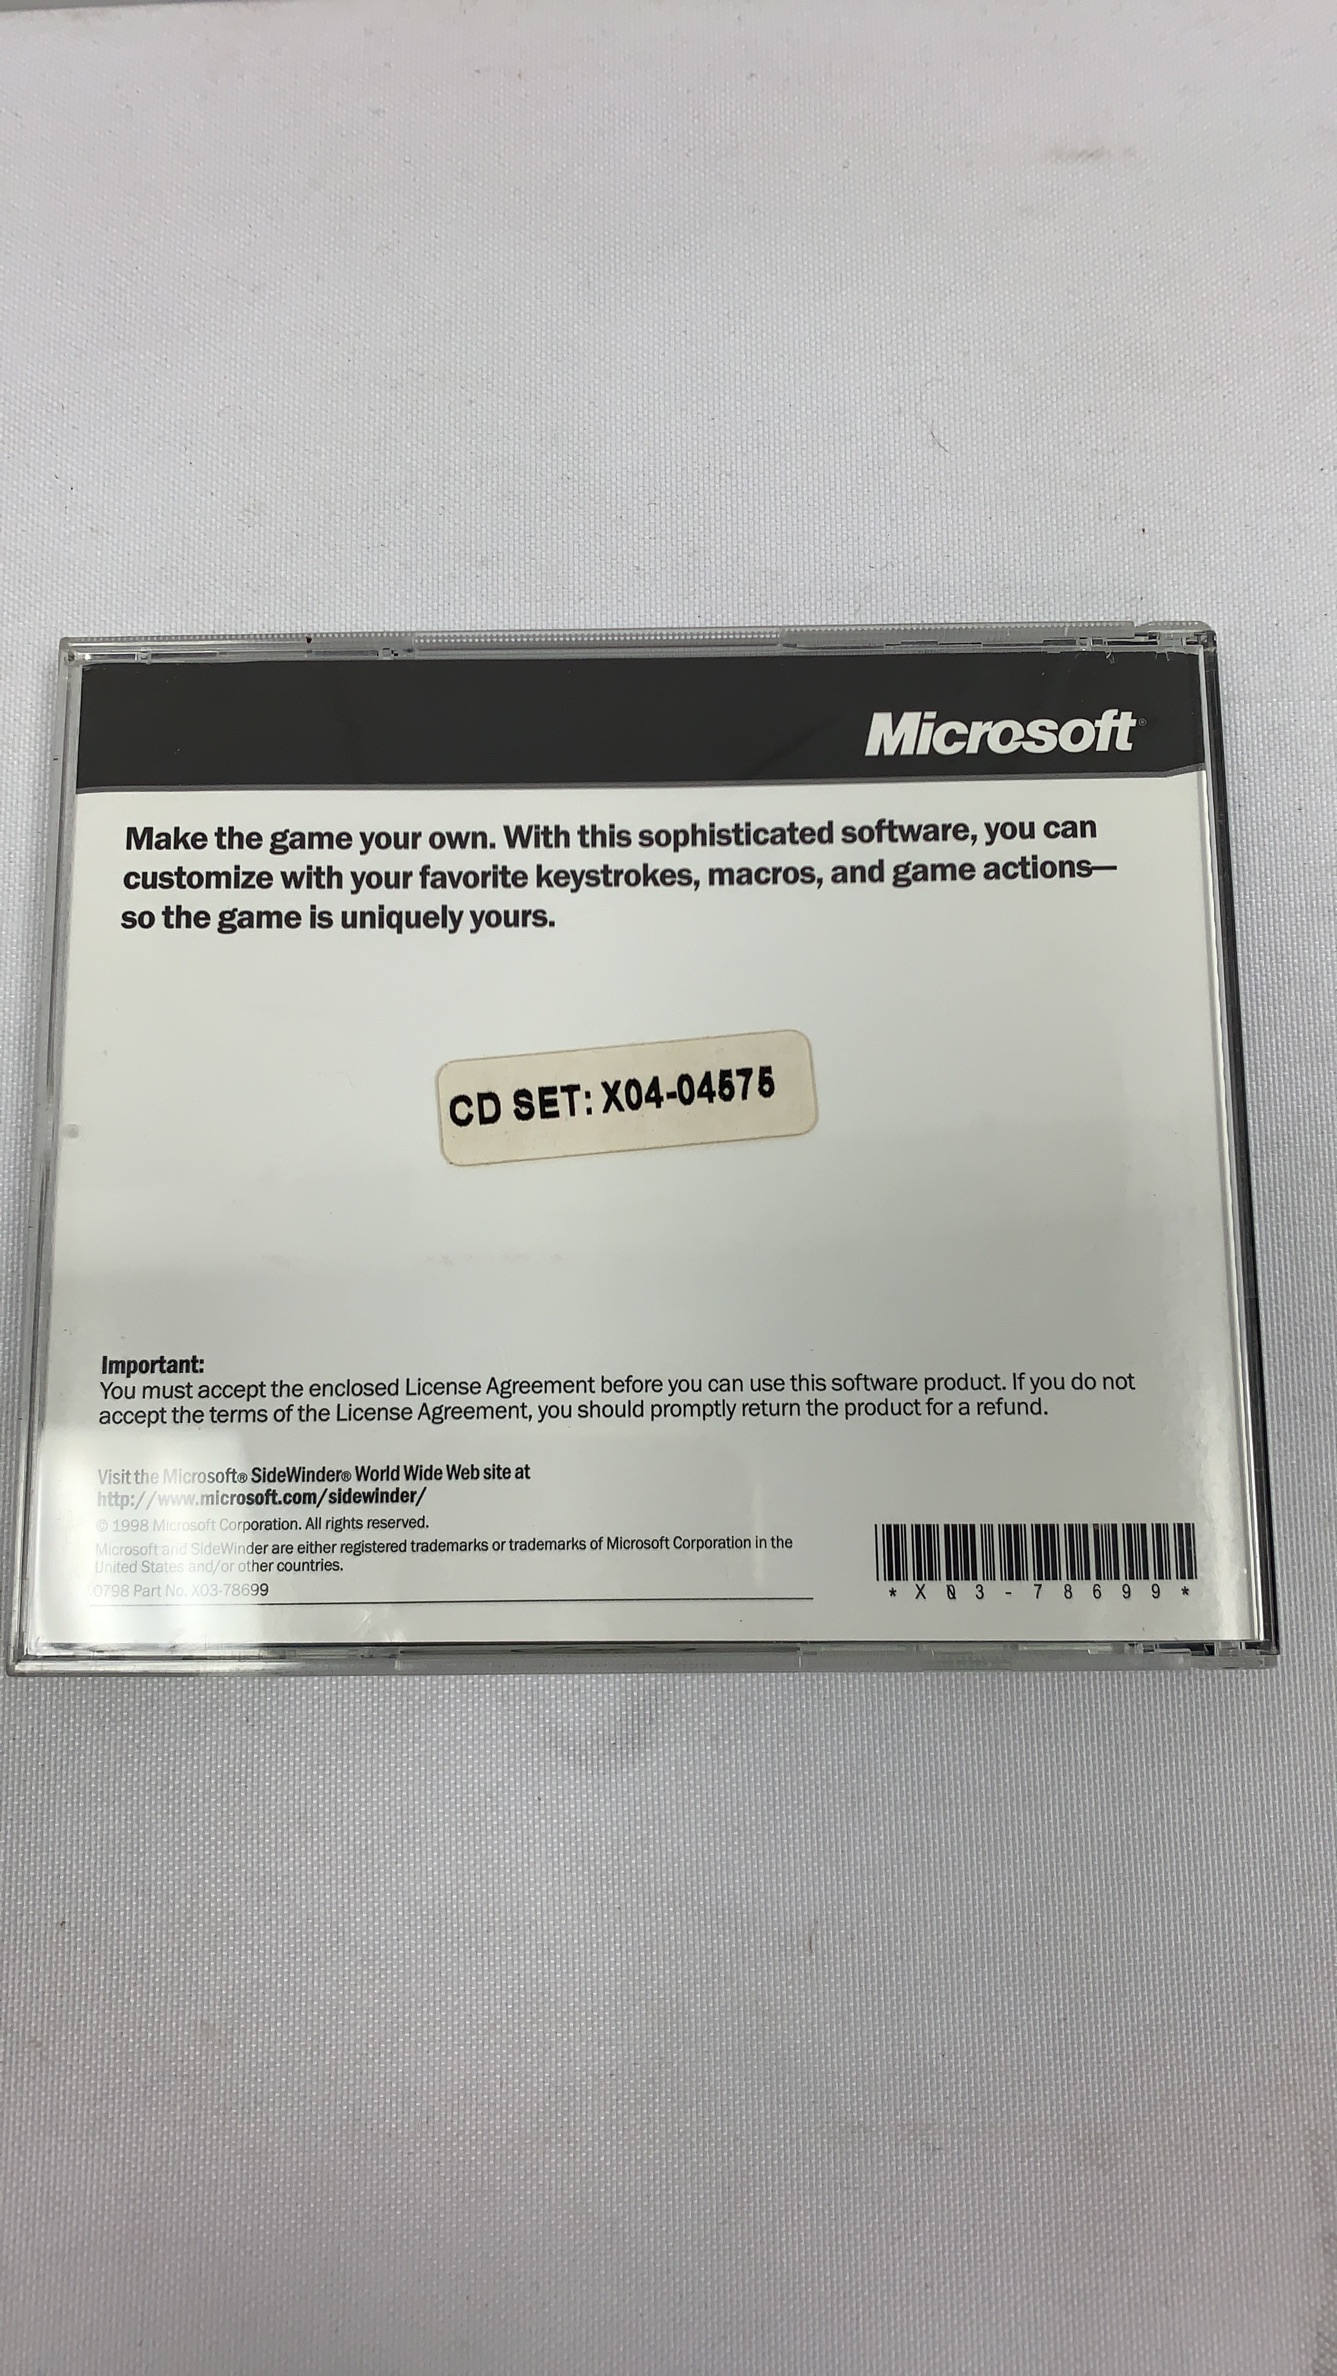 Microsoft®
Make the game your own. With this sophisticated software, you can
customize with your favorite keystrokes, macros, and game actions—
so the game is uniquely yours.
CD SET: X04-04575
Important:
You must accept the enclosed License Agreement before you can use this software product. If you do not
accept the terms of the License Agreement, you should promptly return the product for a refund.
Visit the Microsoft® SideWinder® World Wide Web site at
http://www.microsoft.com/sidewinder/
© 1998 Microsoft Corporation. All rights reserved.
Microsoft and SideWinder are either registered trademarks or trademarks of Microsoft Corporation in the
United States and/or other countries.
0798 Part No. X03-78699
*X03-78699*